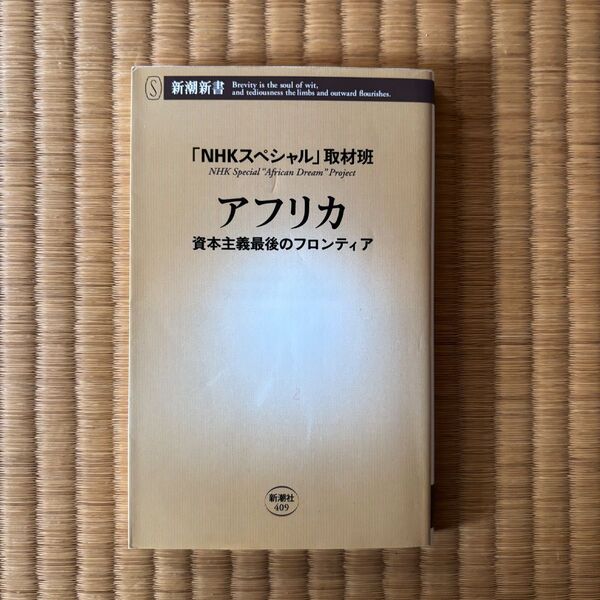 S
新潮新書
Brevity is the soul of wit,
and tediousness the limbs and outward flourishes.
「NHKスペシャル」取材班
NHK Special "African Dream" Project
アフリカ
資本主義最後のフロンティア
新潮社
409